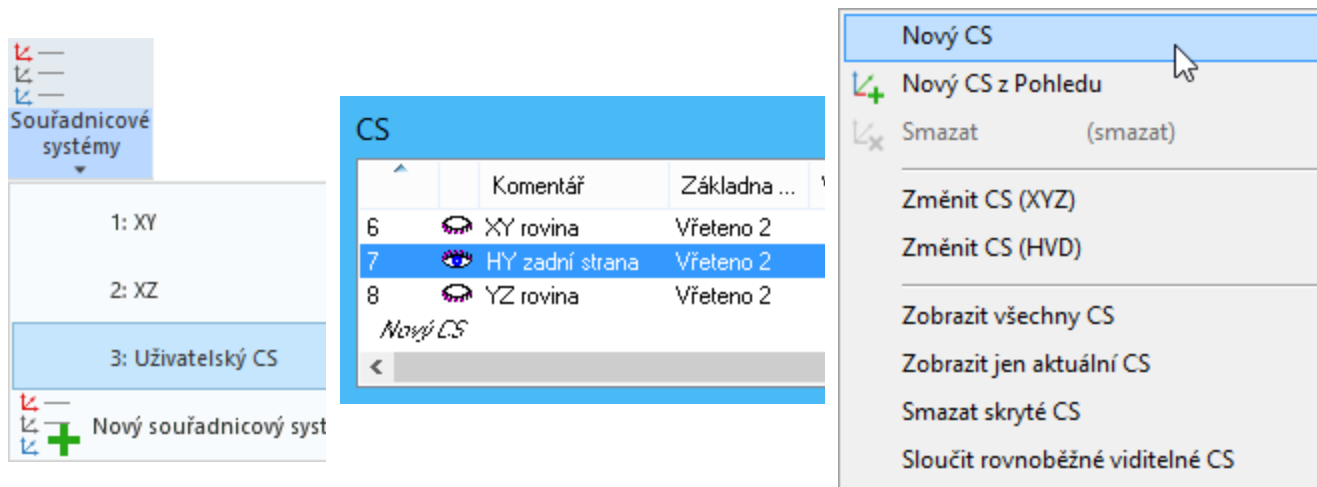 Souřadnicové
systémy
1: XY
2: XZ
3: Uživatelský CS
Nový souřadnicový syst
CS
Komentář Základna ...
6 XY rovina Vřeteno 2
7 HY zadní strana Vřeteno 2
8 YZ rovina Vřeteno 2
Nový CS
Nový CS
Nový CS z Pohledu
Smazat (smazat)
Změnit CS (XYZ)
Změnit CS (HVD)
Zobrazit všechny CS
Zobrazit jen aktuální CS
Smazat skryté CS
Sloučit rovnoběžné viditelné CS